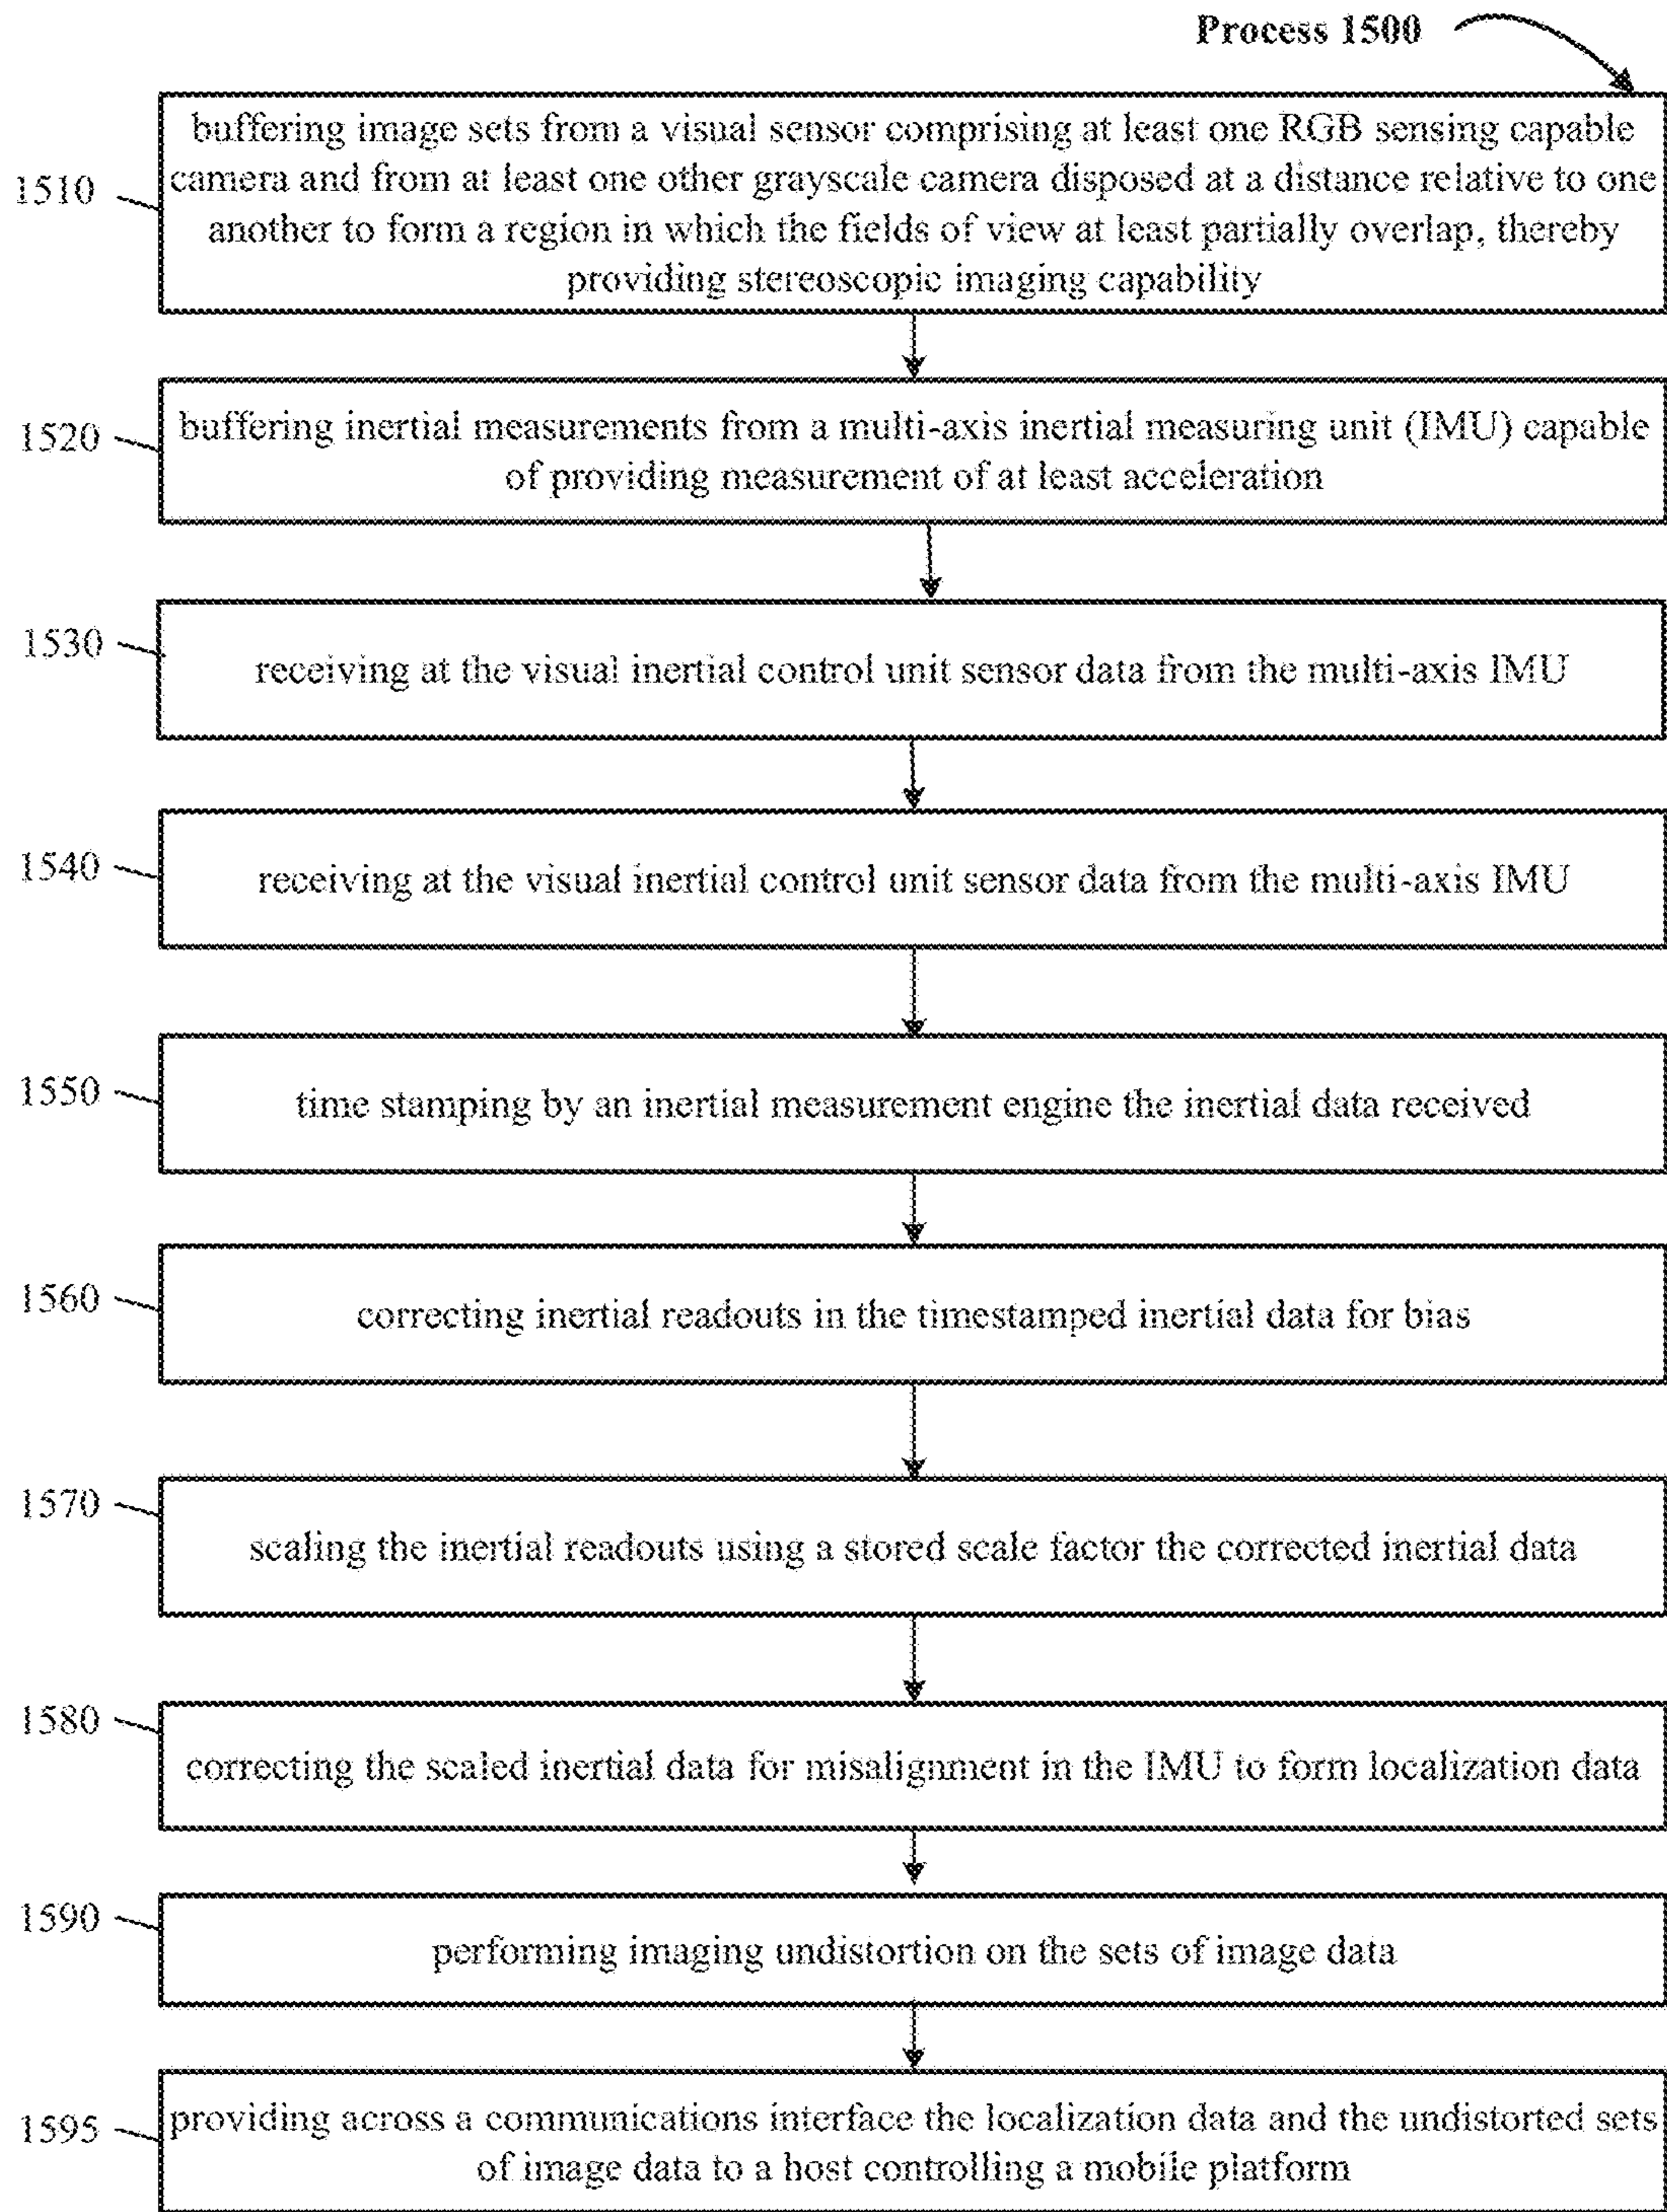 Process 1500
1510
buffering image sets from a visual sensor comprising at least one RGB sensing capable
camera and from at least one other grayscale camera disposed at a distance relative to one
another to form a region in which the fields of view at least partially overlap, thereby
providing stereoscopic imaging capability
1520
buffering inertial measurements from a multi-axis inertial measuring unit (IMU) capable
of providing measurement of at least acceleration
1530
receiving at the visual inertial control unit sensor data from the multi-axis IMU
1540
receiving at the visual inertial control unit sensor data from the multi-axis IMU
1550
time stamping by an inertial measurement engine the inertial data received
1560
correcting inertial readouts in the timestamped inertial data for bias
1570
scaling the inertial readouts using a stored scale factor the corrected inertial data
1580
correcting the scaled inertial data for misalignment in the IMU to form localization data
1590
performing imaging undistortion on the sets of image data
1595
providing across a communications interface the localization data and the undistorted sets
of image data to a host controlling a mobile platform